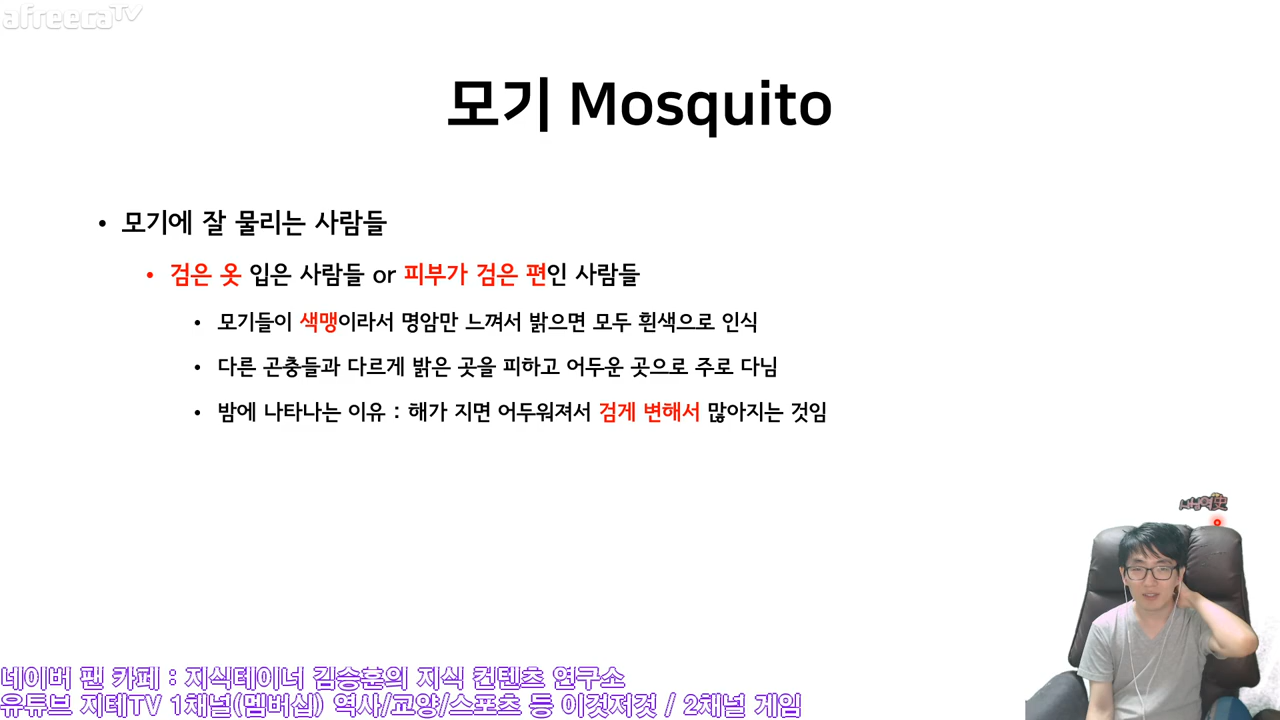 afreecaTV
모기 Mosquito
• 모기에 잘 물리는 사람들
• 검은 옷 입은 사람들 or 피부가 검은 편인 사람들
• 모기들이 색맹이라서 명암만 느껴서 밝으면 모두 흰색으로 인식
• 다른 곤충들과 다르게 밝은 곳을 피하고 어두운 곳으로 주로 다님
• 밤에 나타나는 이유 : 해가 지면 어두워져서 검게 변해서 많아지는 것임
네이버 팬 카페 : 지식테이너 김승훈의 지식 컨텐츠 연구소
유튜브 지테TV 1채널(멤버십) 역사/교양/스포츠 등 이것저것 / 2채널 게임